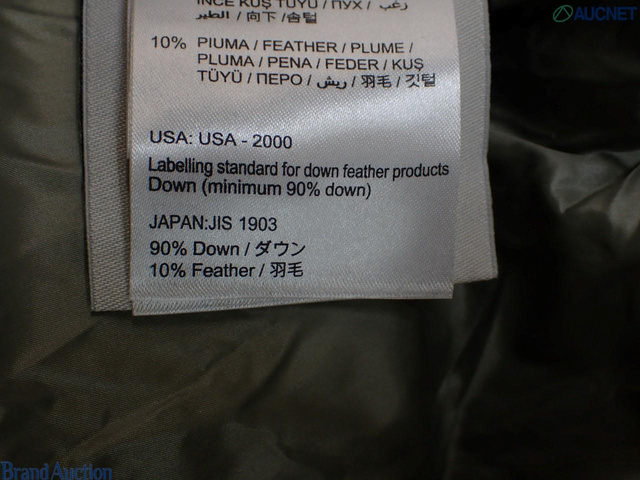 AUCNET
INCE KUŞ TÜYÜ / ПУХ / زغب
الطير / 向下 / 솜털
10% PIUMA / FEATHER / PLUME /
PLUMA / PENA / FEDER / KUŞ
TÜYÜ / ПЕРО / ريش / 羽毛 / 깃털
USA: USA - 2000
Labelling standard for down feather products
Down (minimum 90% down)
JAPAN:JIS 1903
90% Down / ダウン
10% Feather / 羽毛
Brand Auction